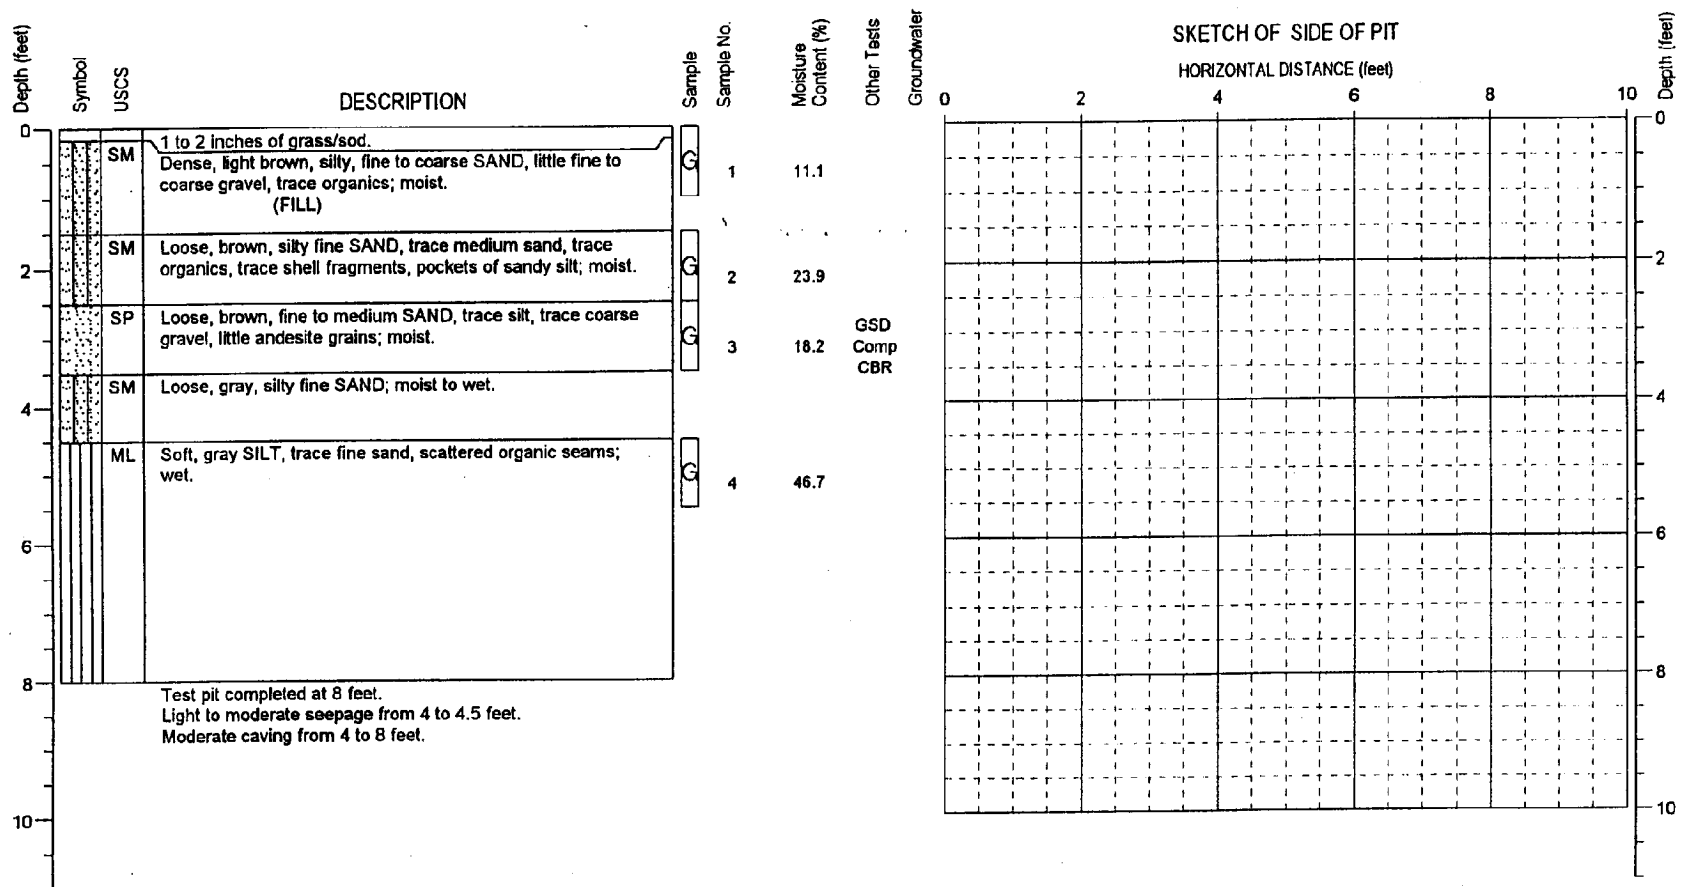 Depth (feet)
Symbol
USCS
DESCRIPTION
Sample
Sample No.
Moisture
Content (%)
Other Tests
Groundwater
SKETCH OF SIDE OF PIT
HORIZONTAL DISTANCE (feet)
Depth (feet)
0 2 4 6 8 10
0
1 to 2 inches of grass/sod.
SM Dense, light brown, silty, fine to coarse SAND, little fine to
coarse gravel, trace organics; moist.
(FILL)
G 1 11.1
SM Loose, brown, silty fine SAND, trace medium sand, trace
organics, trace shell fragments, pockets of sandy silt; moist.
G 2 23.9
2
SP Loose, brown, fine to medium SAND, trace silt, trace coarse
gravel, little andesite grains; moist.
G 3 18.2
GSD
Comp
CBR
SM Loose, gray, silty fine SAND; moist to wet.
4
ML Soft, gray SILT, trace fine sand, scattered organic seams;
wet.
G 4 46.7
6
8
Test pit completed at 8 feet.
Light to moderate seepage from 4 to 4.5 feet.
Moderate caving from 4 to 8 feet.
10
0
2
4
6
8
10